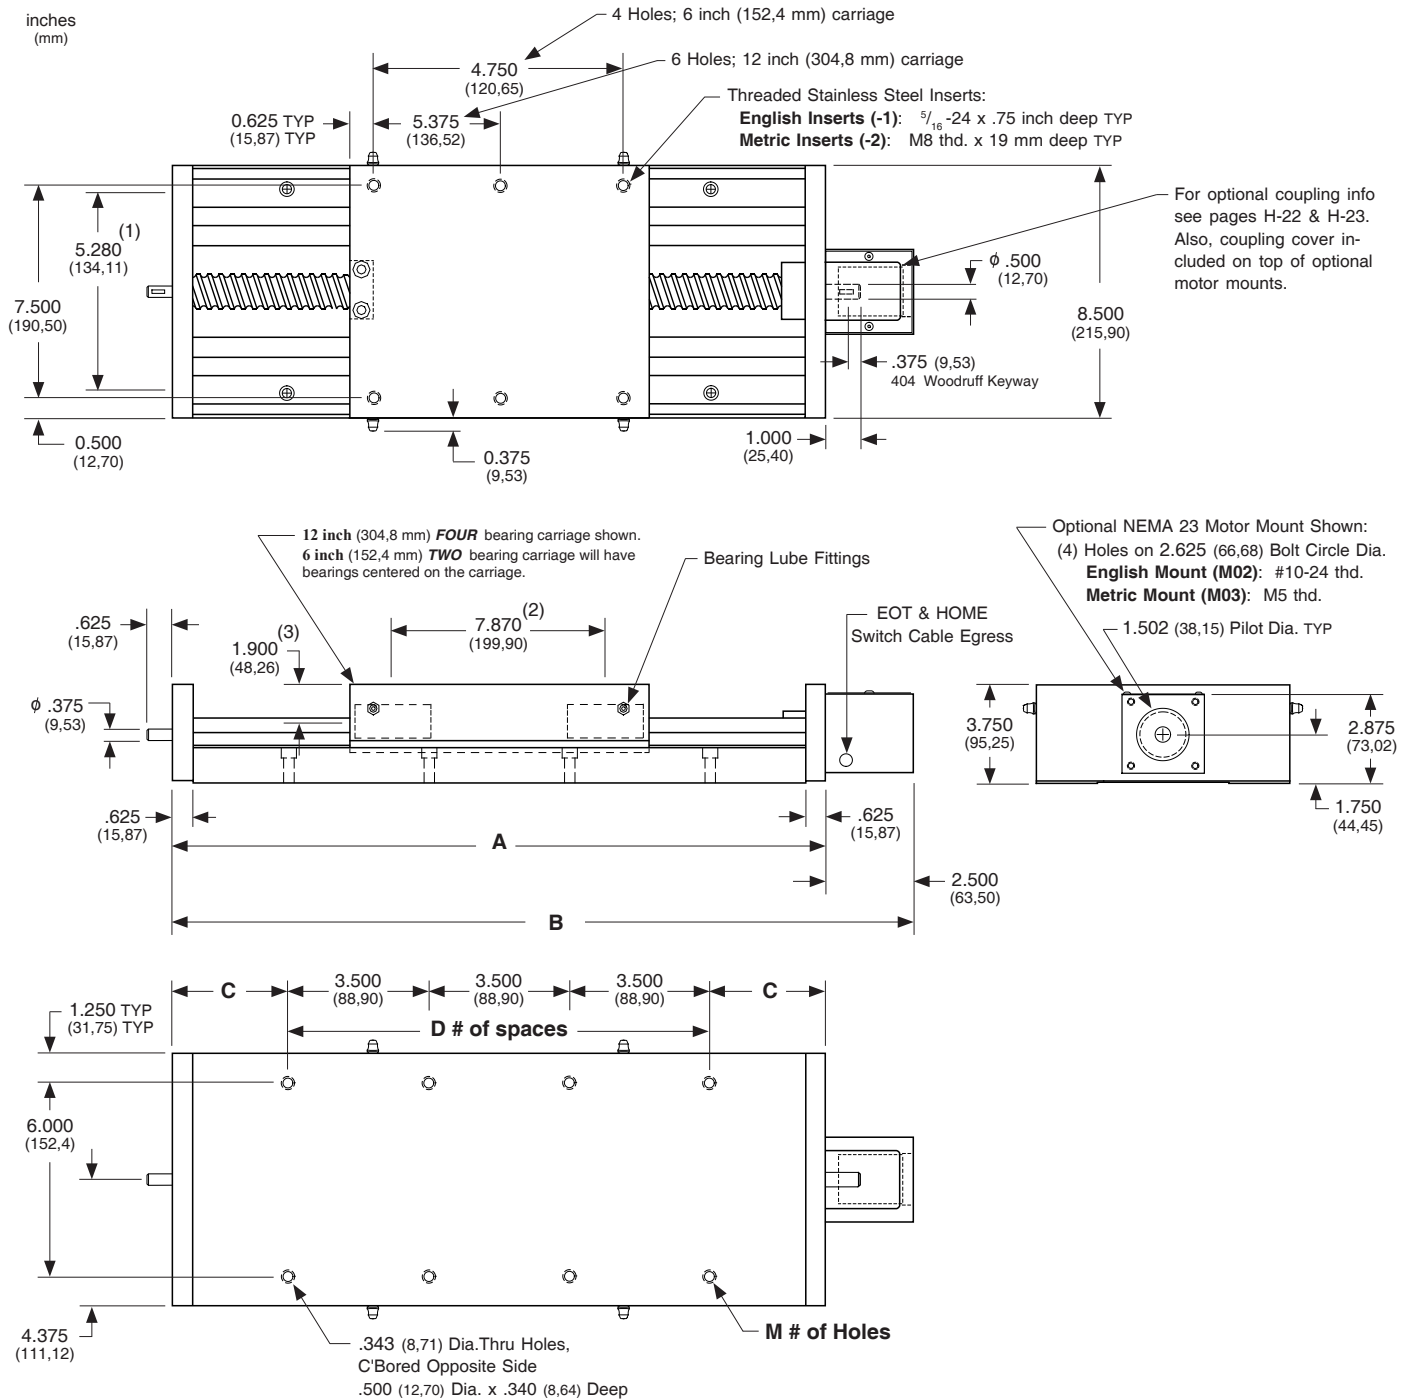 inches
(mm)
4 Holes; 6 inch (152,4 mm) carriage
4.750
(120,65)
6 Holes; 12 inch (304,8 mm) carriage
0.625 TYP
(15,87) TYP
5.375
(136,52)
Threaded Stainless Steel Inserts:
English Inserts (-1): 5/16 -24 x .75 inch deep TYP
Metric Inserts (-2): M8 thd. x 19 mm deep TYP
For optional coupling info
see pages H-22 & H-23.
Also, coupling cover in-
cluded on top of optional
motor mounts.
(1)
5.280
(134,11)
7.500
(190,50)
ϕ .500
(12,70)
8.500
(215,90)
.375 (9,53)
404 Woodruff Keyway
0.500
(12,70)
0.375
(9,53)
1.000
(25,40)
12 inch (304,8 mm) FOUR bearing carriage shown.
6 inch (152,4 mm) TWO bearing carriage will have
bearings centered on the carriage.
Bearing Lube Fittings
Optional NEMA 23 Motor Mount Shown:
(4) Holes on 2.625 (66,68) Bolt Circle Dia.
English Mount (M02): #10-24 thd.
Metric Mount (M03): M5 thd.
.625
(15,87)
(3)
1.900
(48,26)
(2)
7.870
(199,90)
EOT & HOME
Switch Cable Egress
1.502 (38,15) Pilot Dia. TYP
ϕ .375
(9,53)
3.750
(95,25)
2.875
(73,02)
1.750
(44,45)
.625
(15,87)
A
.625
(15,87)
2.500
(63,50)
B
C
3.500
(88,90)
3.500
(88,90)
3.500
(88,90)
C
1.250 TYP
(31,75) TYP
D # of spaces
6.000
(152,4)
4.375
(111,12)
.343 (8,71) Dia.Thru Holes,
C'Bored Opposite Side
.500 (12,70) Dia. x .340 (8,64) Deep
M # of Holes